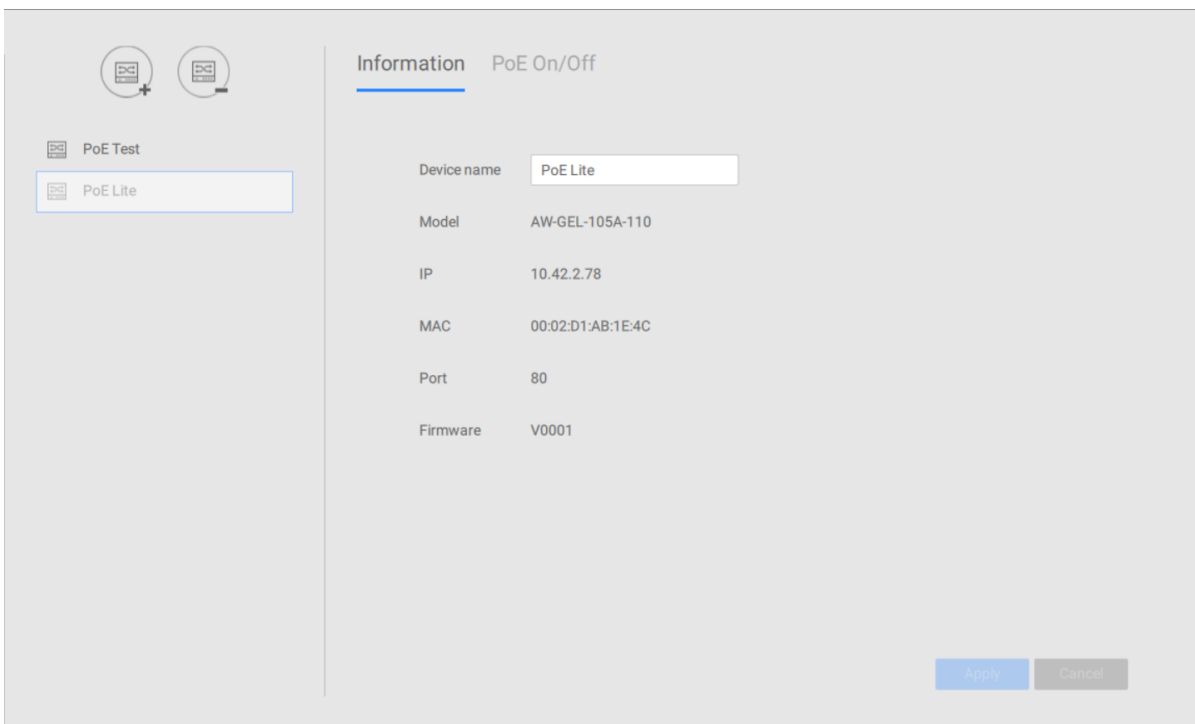 Information PoE On/Off
PoE Test
PoE Lite
Device name PoE Lite
Model AW-GEL-105A-110
IP 10.42.2.78
MAC 00:02:D1:AB:1E:4C
Port 80
Firmware V0001
Apply Cancel